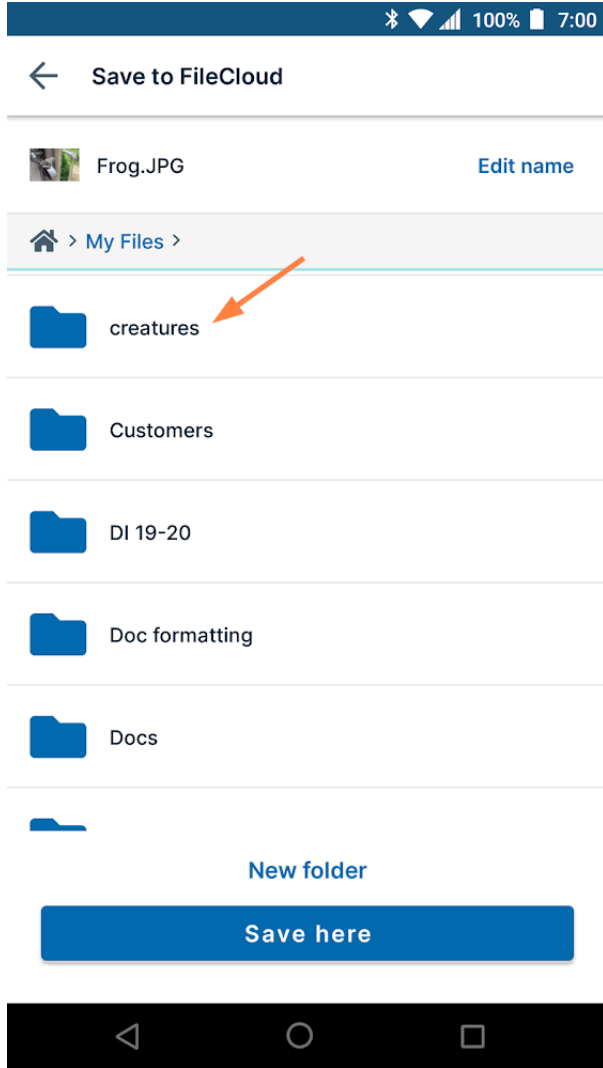 100% 7:00
Save to FileCloud
Frog.JPG Edit name
> My Files >
creatures
Customers
DI 19-20
Doc formatting
Docs
New folder
Save here